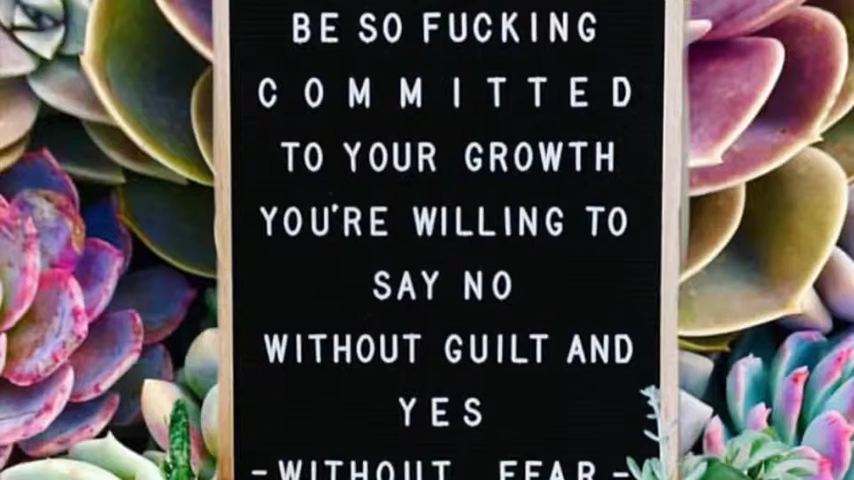 BE SO FUCKING
COMMITTED
TO YOUR GROWTH
YOU'RE WILLING TO
SAY NO
WITHOUT GUILT AND
YES
-WITHOUT FEAR-